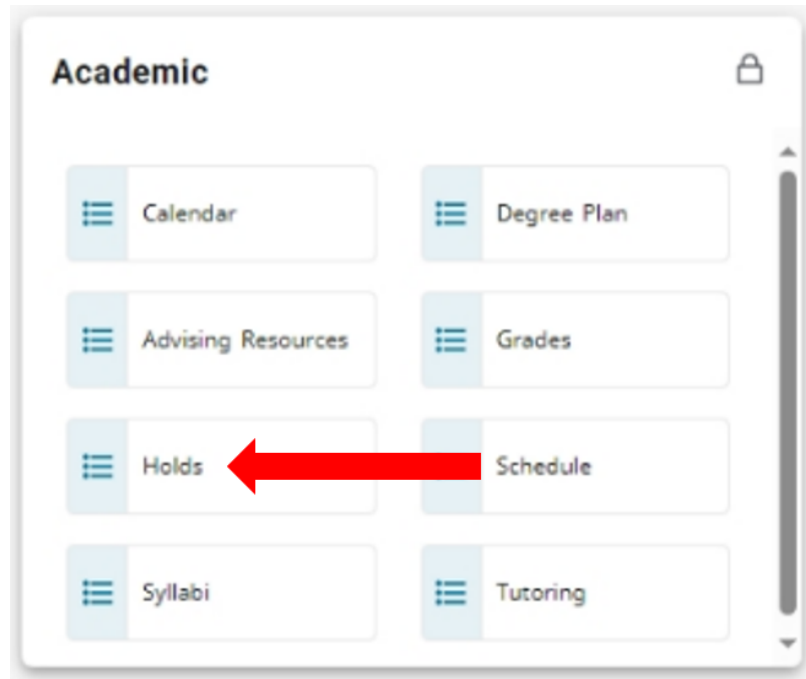 Academic
Calendar
Degree Plan
Advising Resources
Grades
Holds
Schedule
Syllabi
Tutoring